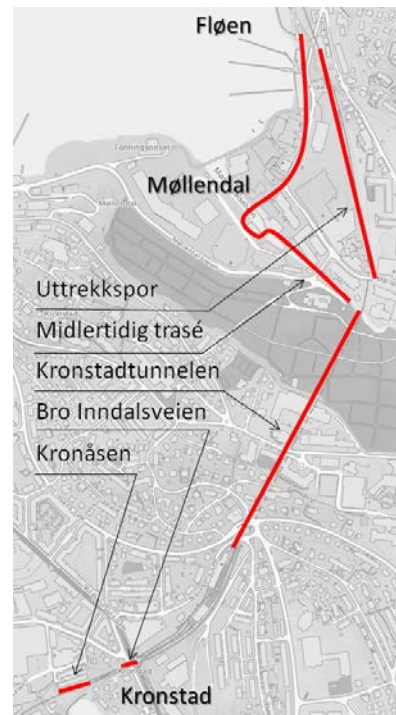 Fløen
Møllendal
Uttrekkspor
Midlertidig trasé
Kronstadtunnelen
Bro Inndalsveien
Kronåsen
Kronstad